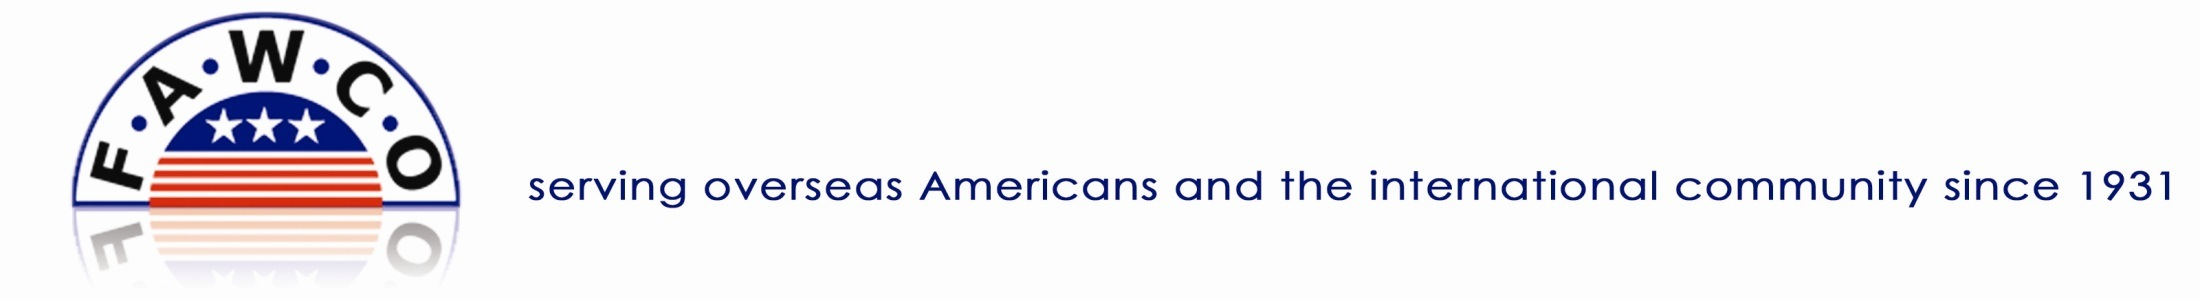 F·A·W·C·O
serving overseas Americans and the international community since 1931